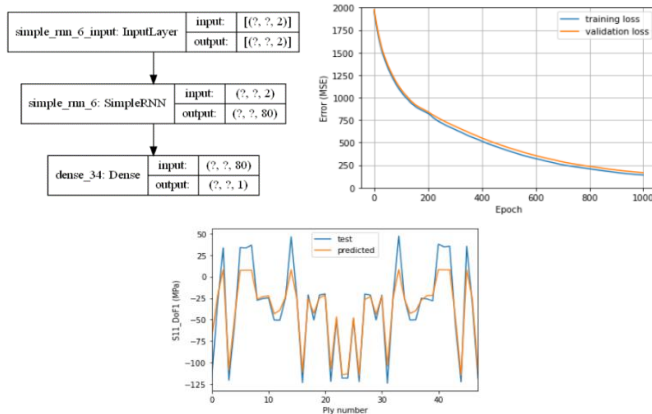 simple_rnn_6_input: InputLayer
input: [(?, ?, 2)]
output: [(?, ?, 2)]
simple_rnn_6: SimpleRNN
input: (?, ?, 2)
output: (?, ?, 80)
dense_34: Dense
input: (?, ?, 80)
output: (?, ?, 1)
2000
1750
1500
1250
1000
750
500
250
0
Error (MSE)
training loss
validation loss
0 200 400 600 800 1000
Epoch
50
25
0
−25
−50
−75
−100
−125
S11_DoF1 (MPa)
test
predicted
0 10 20 30 40
Ply number